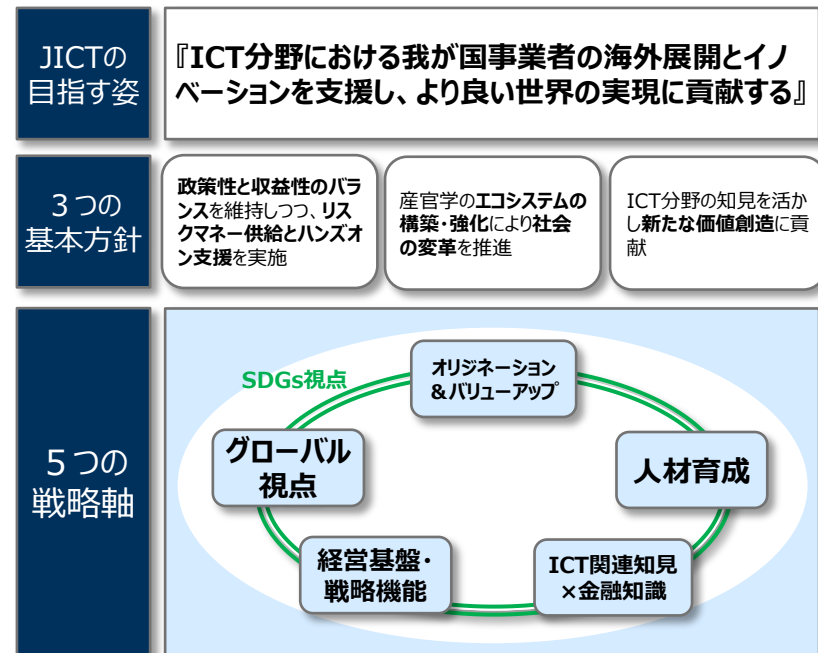 JICTの
目指す姿
『ICT分野における我が国事業者の海外展開とイノ
ベーションを支援し、より良い世界の実現に貢献する』
３つの
基本方針
政策性と収益性のバラ
ンスを維持しつつ、リス
クマネー供給とハンズオ
ン支援を実施
産官学のエコシステムの
構築・強化により社会
の変革を推進
ICT分野の知見を活か
し新たな価値創造に貢
献
５つの
戦略軸
SDGs視点
オリジネーション
＆バリューアップ
グローバル
視点
人材育成
経営基盤・
戦略機能
ICT関連知見
×金融知識